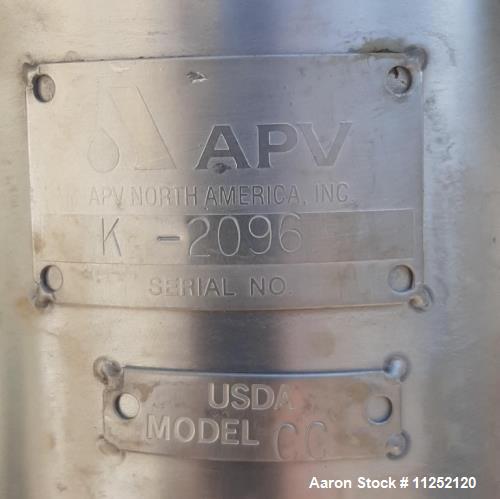 APV
APV NORTH AMERICA, INC.
K -2096
SERIAL NO.
USDA
MODEL CC
Aaron Stock # 11252120